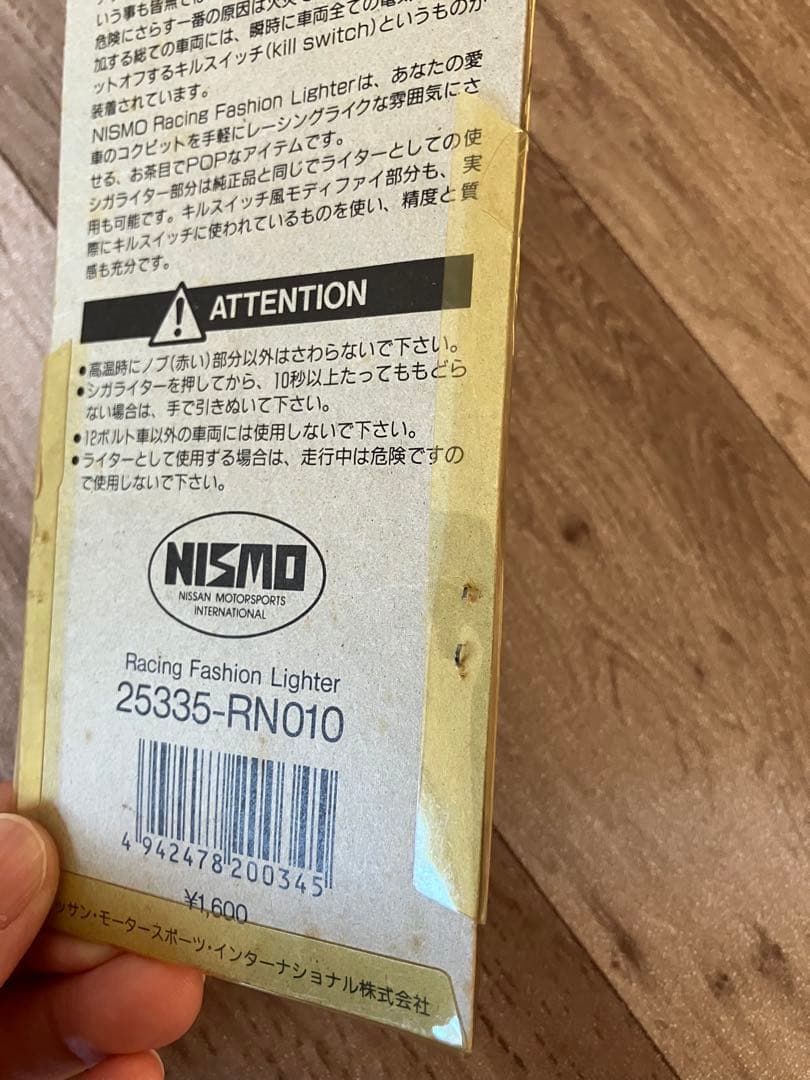 いう事も皆無では
危険にさらす一番の原因は火災で
加する総ての車両には、瞬時に車両全ての電気
ットオフするキルスイッチ(kill switch)というものが
装着されています。
NISMO Racing Fashion Lighterは、あなたの愛
車のコクピットを手軽にレーシングライクな雰囲気にさ
せる、お茶目でPOPなアイテムです。
シガライター部分は純正品と同じでライターとしての使
用も可能です。キルスイッチ風モディファイ部分も、実
際にキルスイッチに使われているものを使い、精度と質
感も充分です。
ATTENTION
●高温時にノブ(赤い)部分以外はさわらないで下さい。
●シガライターを押してから、10秒以上たってももどら
ない場合は、手で引きぬいて下さい。
●12ボルト車以外の車両には使用しないで下さい。
●ライターとして使用する場合は、走行中は危険ですの
で使用しないで下さい。
NISMO
NISSAN MOTORSPORTS
INTERNATIONAL
Racing Fashion Lighter
25335-RN010
4 942478 200345
¥1,600
ッサン・モータースポーツ・インターナショナル株式会社